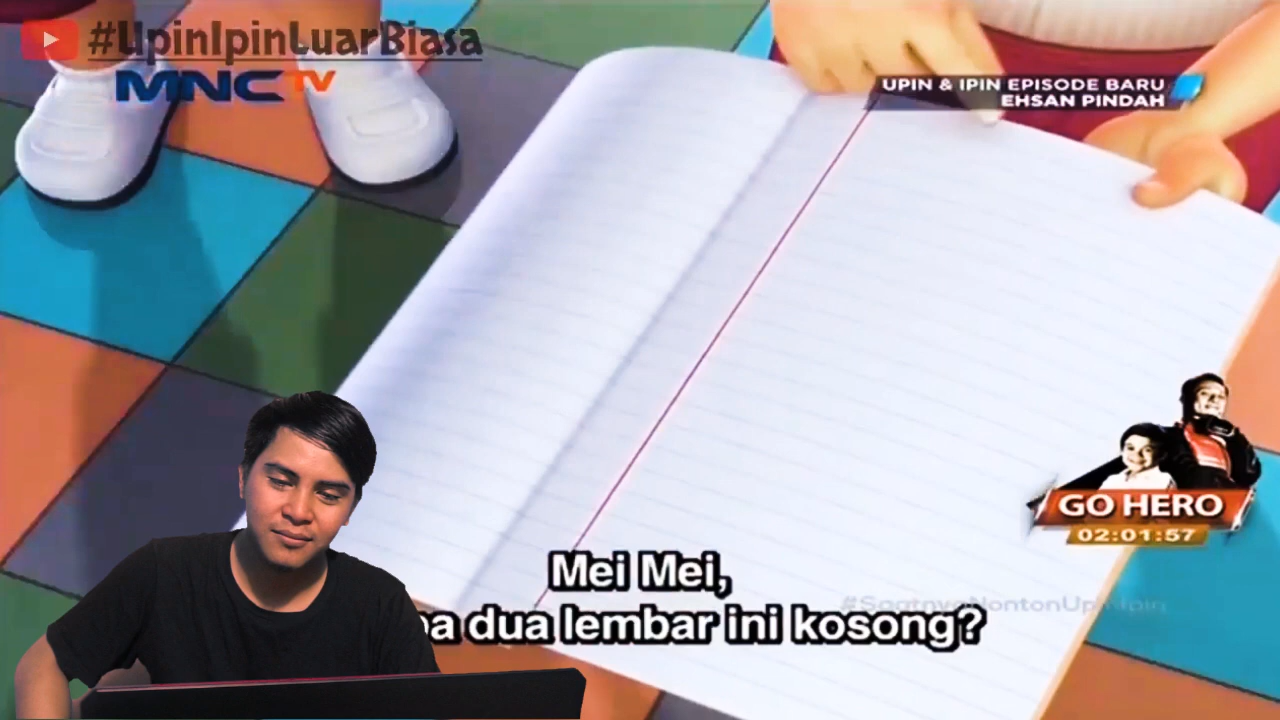 #UpinIpinLuarBiasa
MNCTV
UPIN & IPIN EPISODE BARU
EHSAN PINDAH
GO HERO
02:01:57
Mei Mei,
dua lembar ini kosong?
#SaatnyaNontonUpinIpin